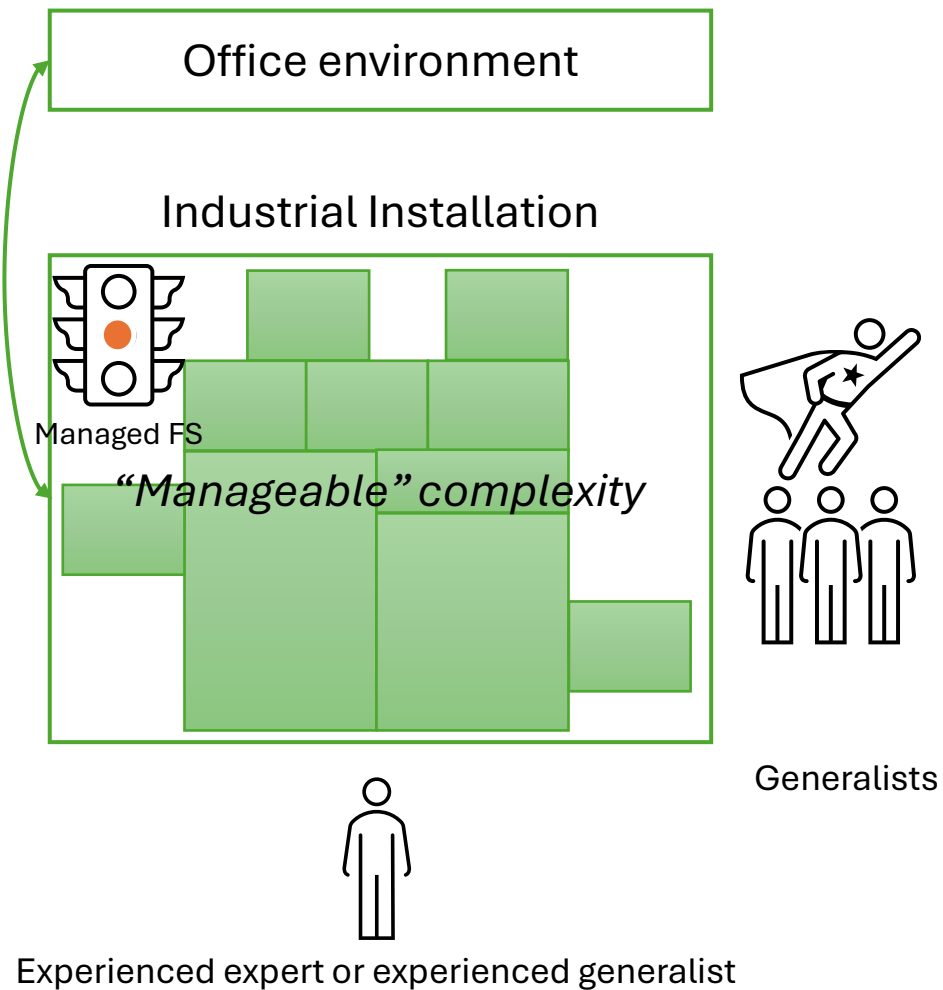 Office environment
Industrial Installation
Managed FS
“Manageable” complexity
Generalists
Experienced expert or experienced generalist